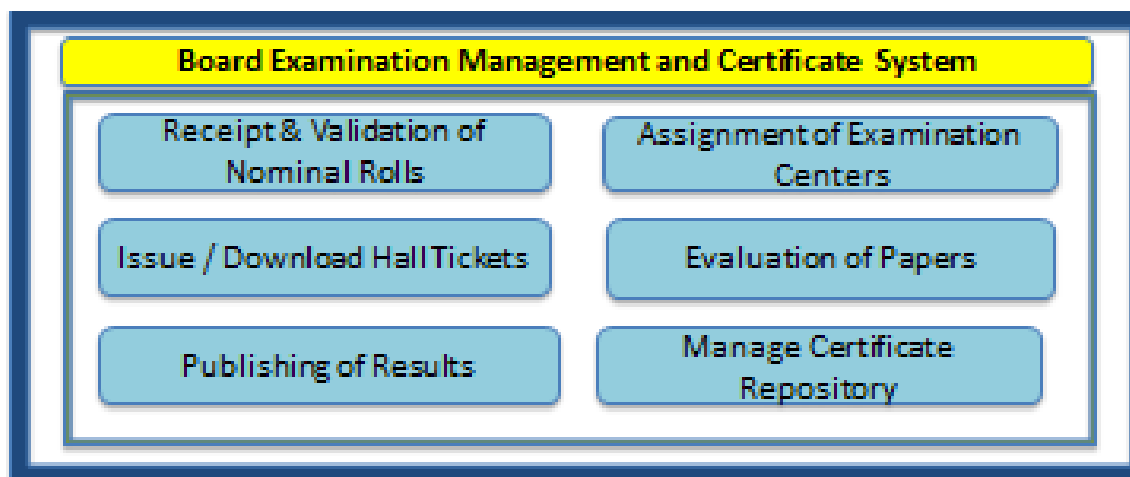 Board Examination Management and Certificate System
Receipt & Validation of
Nominal Rolls
Assignment of Examination
Centers
Issue / Download Hall Tickets
Evaluation of Papers
Publishing of Results
Manage Certificate
Repository